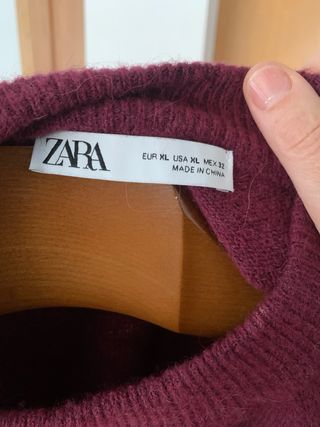 ZARA
EUR XL USA XL MEX 32
MADE IN CHINA